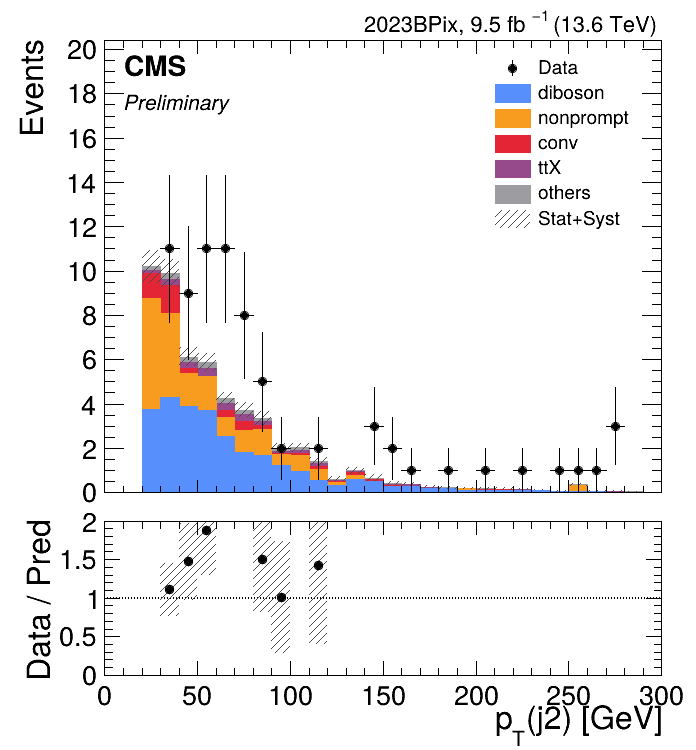 2023BPix, 9.5 fb⁻¹ (13.6 TeV)
CMS
Preliminary
Events
20
18
16
14
12
10
8
6
4
2
0
Data
diboson
nonprompt
conv
ttX
others
Stat+Syst
Data / Pred
2
1.5
1
0.5
0
0 50 100 150 200 250 300
p_T(j2) [GeV]